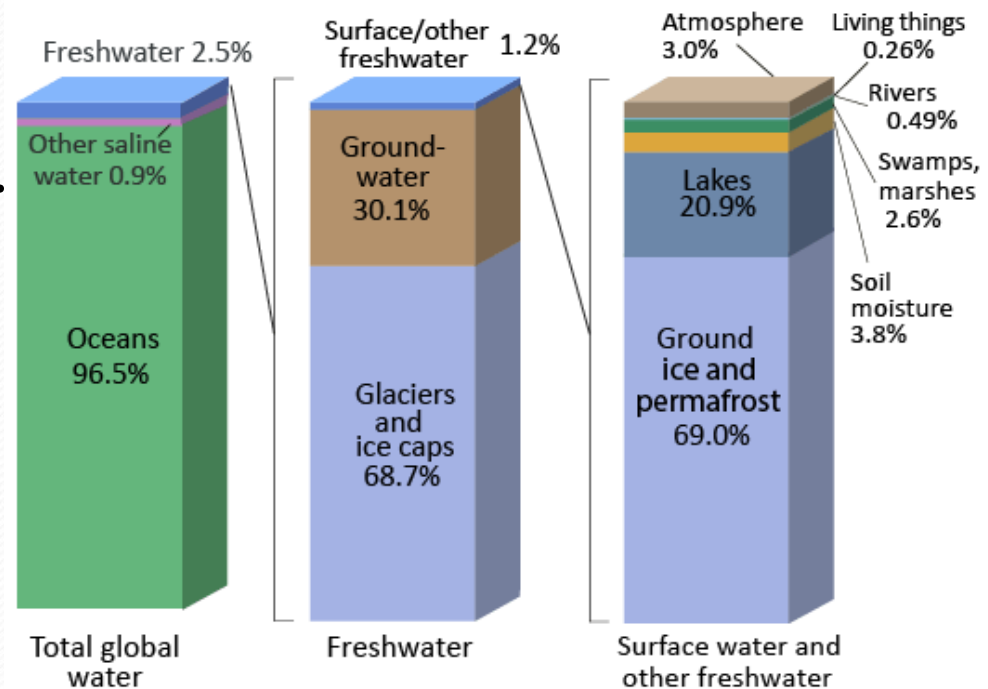 Freshwater 2.5%
Other saline
water 0.9%
Oceans
96.5%
Total global
water
Surface/other
freshwater 1.2%
Ground-
water
30.1%
Glaciers
and
ice caps
68.7%
Freshwater
Atmosphere
3.0%
Living things
0.26%
Rivers
0.49%
Swamps,
marshes
2.6%
Soil
moisture
3.8%
Lakes
20.9%
Ground
ice and
permafrost
69.0%
Surface water and
other freshwater